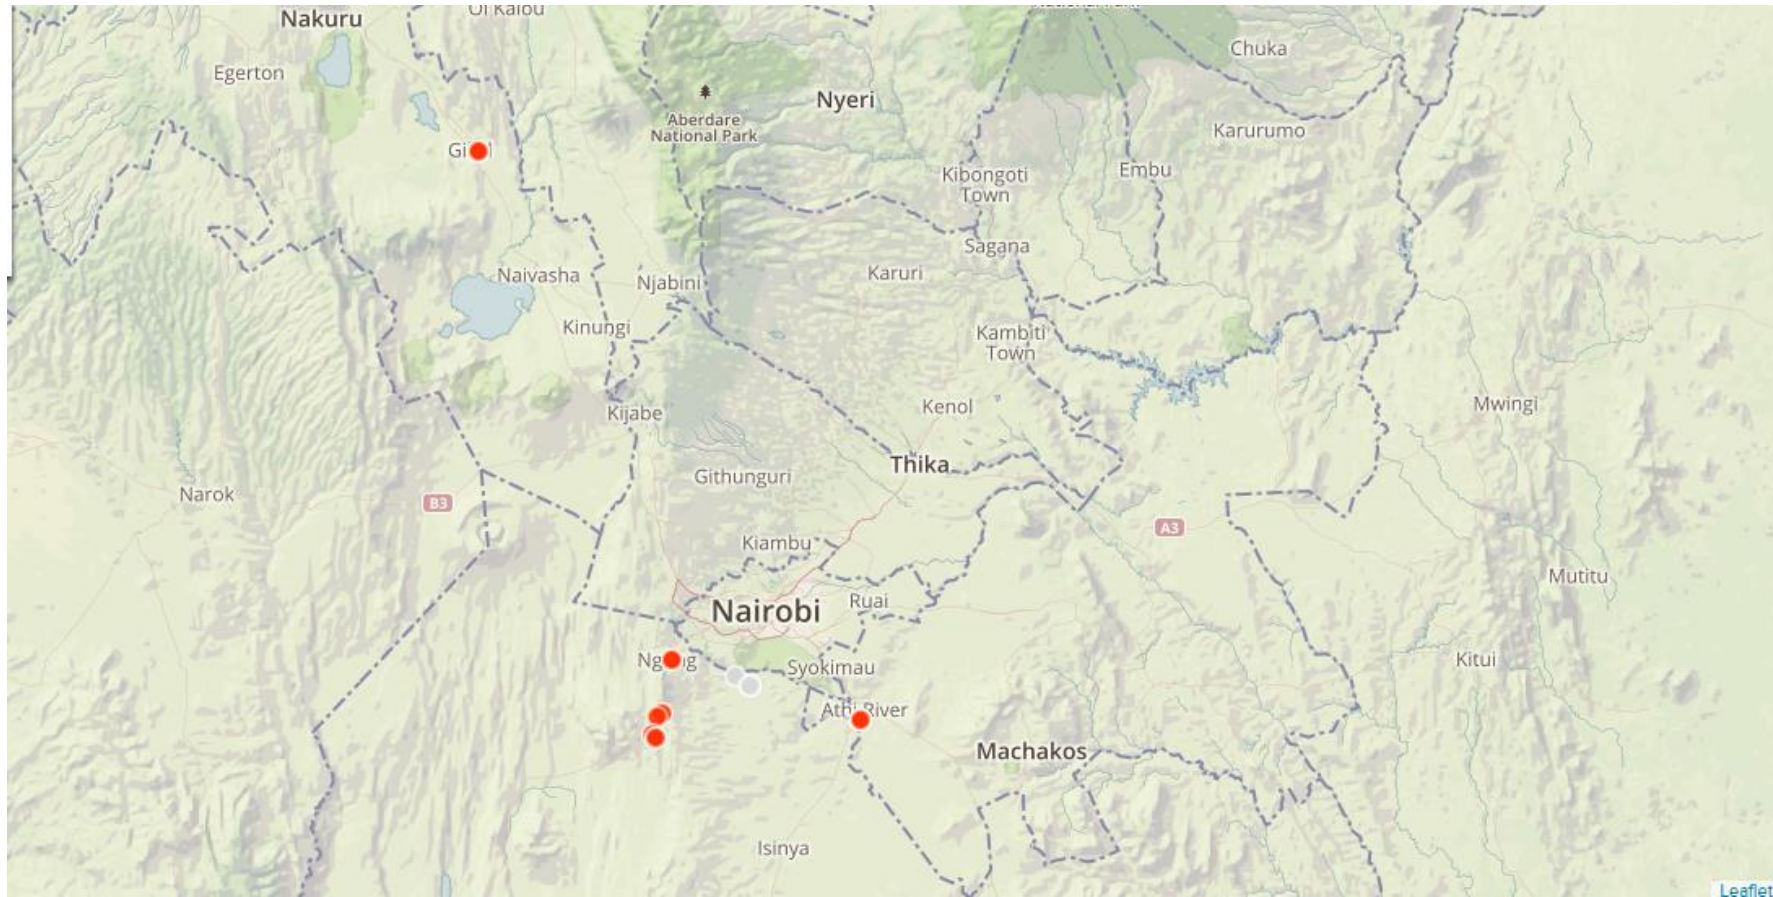 Nakuru
Ol Kalou
Chuka
Egerton
Nyeri
Aberdare
National Park
Karurumo
Embu
Kibongoti
Town
Sagana
Karuri
Naivasha
Njabini
Kinungi
Kambiti
Town
Kijabe
Kenol
Mwingi
Thika
Githunguri
Narok
B3
A3
Kiambu
Mutitu
Nairobi
Ruai
Syokimau
Kitui
Athi River
Machakos
Isinya
Leaflet